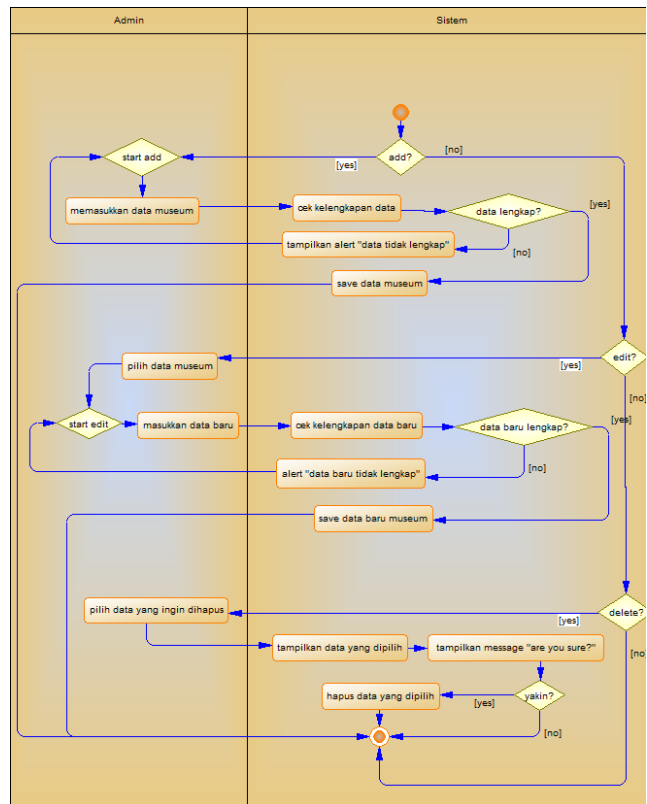 Admin
Sistem
add?
[no]
[yes]
start add
memasukkan data museum
cek kelengkapan data
data lengkap?
[yes]
tampilkan alert "data tidak lengkap"
[no]
save data museum
edit?
[yes]
pilih data museum
[no]
start edit
masukkan data baru
cek kelengkapan data baru
data baru lengkap?
[yes]
alert "data baru tidak lengkap"
[no]
save data baru museum
pilih data yang ingin dihapus
delete?
[yes]
tampilkan data yang dipilih
tampilkan message "are you sure?"
[no]
hapus data yang dipilih
[yes]
yakin?
[no]